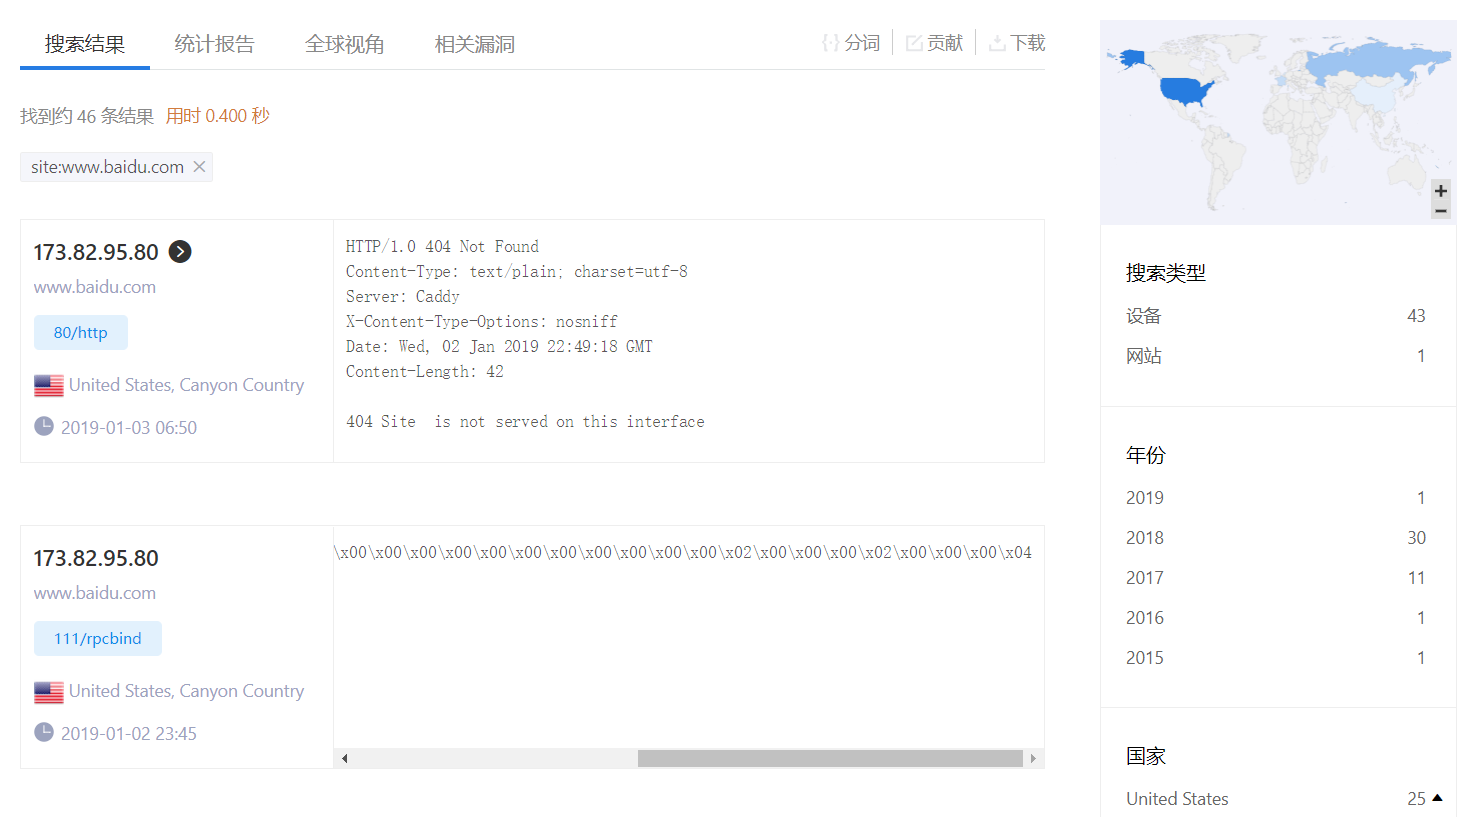 搜索结果 统计报告 全球视角 相关漏洞 分词 贡献 下载
找到约 46 条结果 用时 0.400 秒
site:www.baidu.com
173.82.95.80
www.baidu.com
80/http
United States, Canyon Country
2019-01-03 06:50
HTTP/1.0 404 Not Found
Content-Type: text/plain; charset=utf-8
Server: Caddy
X-Content-Type-Options: nosniff
Date: Wed, 02 Jan 2019 22:49:18 GMT
Content-Length: 42
404 Site  is not served on this interface
173.82.95.80
www.baidu.com
111/rpcbind
United States, Canyon Country
2019-01-02 23:45
\x00\x00\x00\x00\x00\x00\x00\x00\x00\x00\x00\x02\x00\x00\x00\x02\x00\x00\x00\x04
搜索类型
设备 43
网站 1
年份
2019 1
2018 30
2017 11
2016 1
2015 1
国家
United States 25